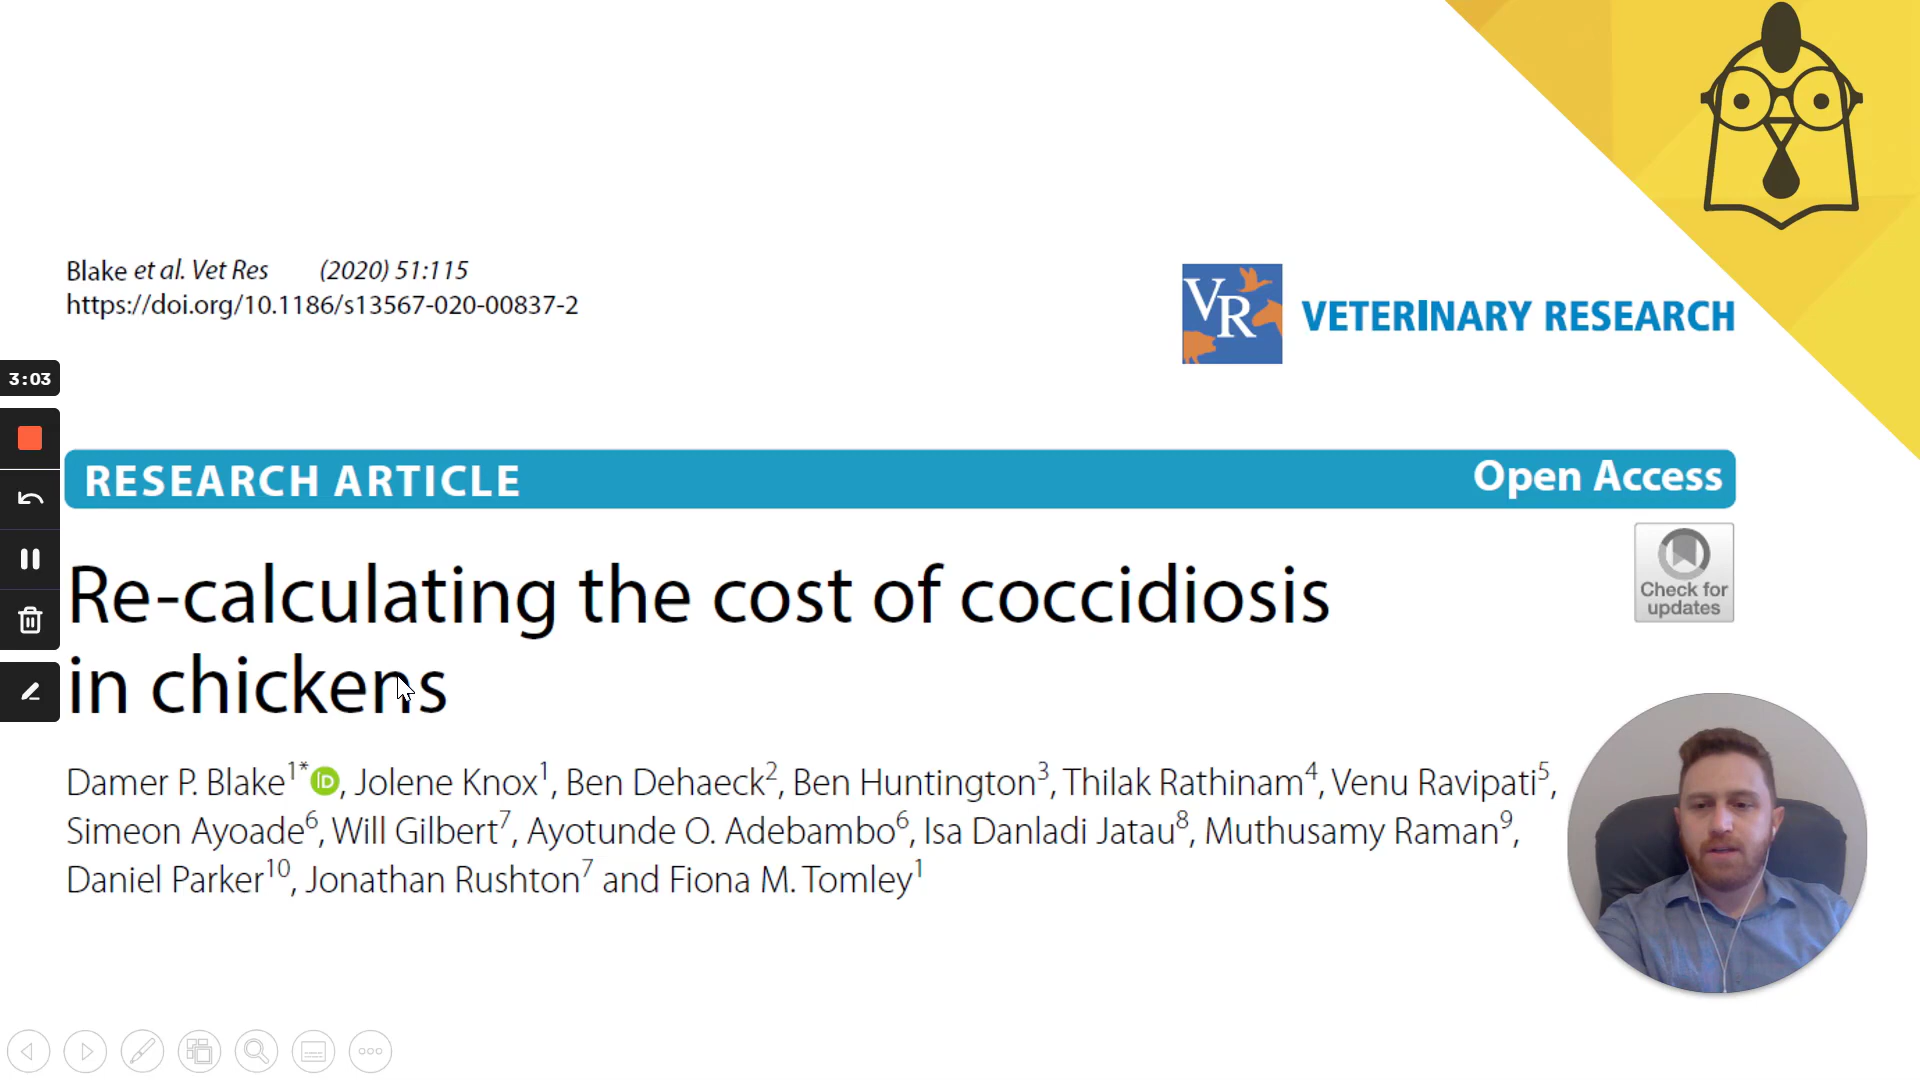 Blake et al. Vet Res (2020) 51:115
https://doi.org/10.1186/s13567-020-00837-2
VR VETERINARY RESEARCH
3:03
RESEARCH ARTICLE Open Access
Re-calculating the cost of coccidiosis
in chickens
Check for
updates
Damer P. Blake1* iD, Jolene Knox1, Ben Dehaeck2, Ben Huntington3, Thilak Rathinam4, Venu Ravipati5,
Simeon Ayoade6, Will Gilbert7, Ayotunde O. Adebambo6, Isa Danladi Jatau8, Muthusamy Raman9,
Daniel Parker10, Jonathan Rushton7 and Fiona M. Tomley1